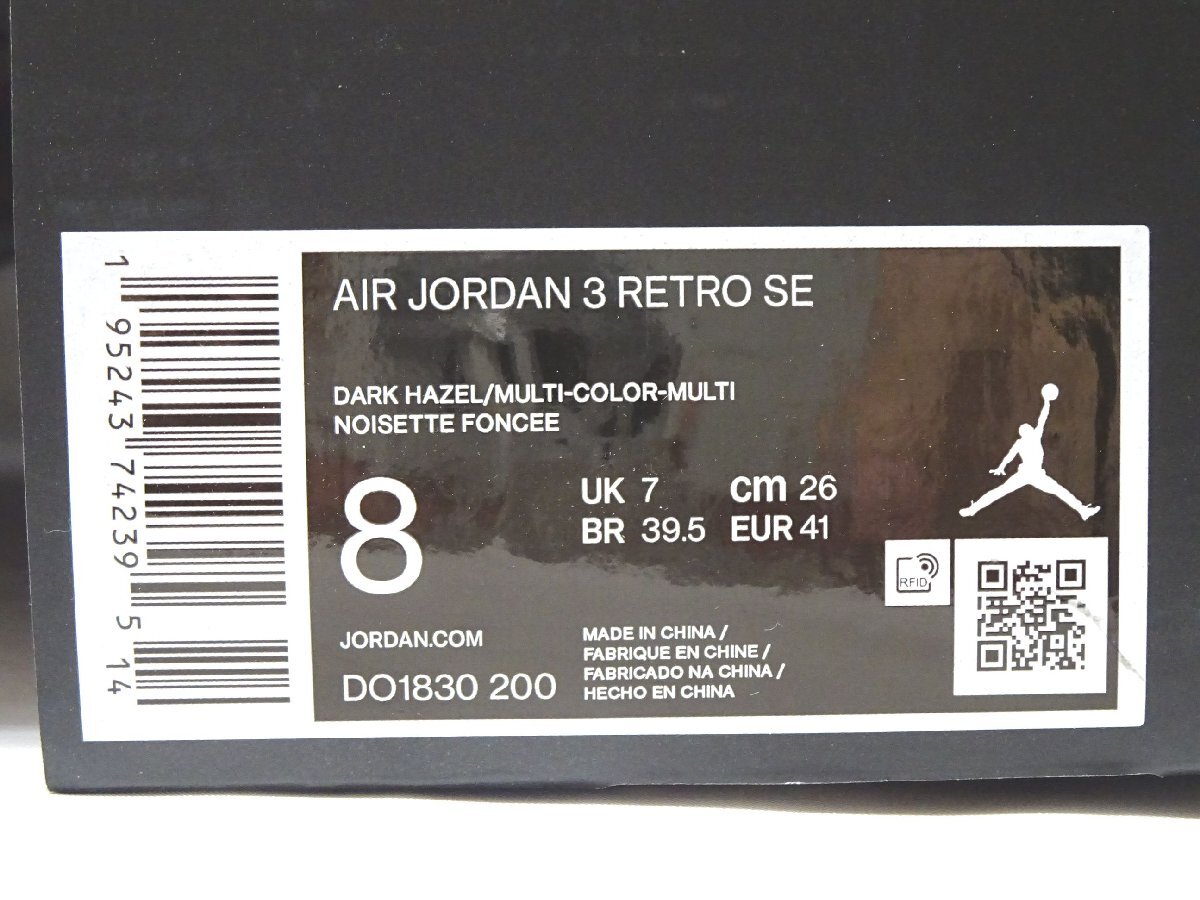 1 95243 74239 5 14
AIR JORDAN 3 RETRO SE
DARK HAZEL/MULTI-COLOR-MULTI
NOISETTE FONCEE
8
UK 7 cm 26
BR 39.5 EUR 41
RFID
JORDAN.COM
DO1830 200
MADE IN CHINA /
FABRIQUE EN CHINE /
FABRICADO NA CHINA /
HECHO EN CHINA